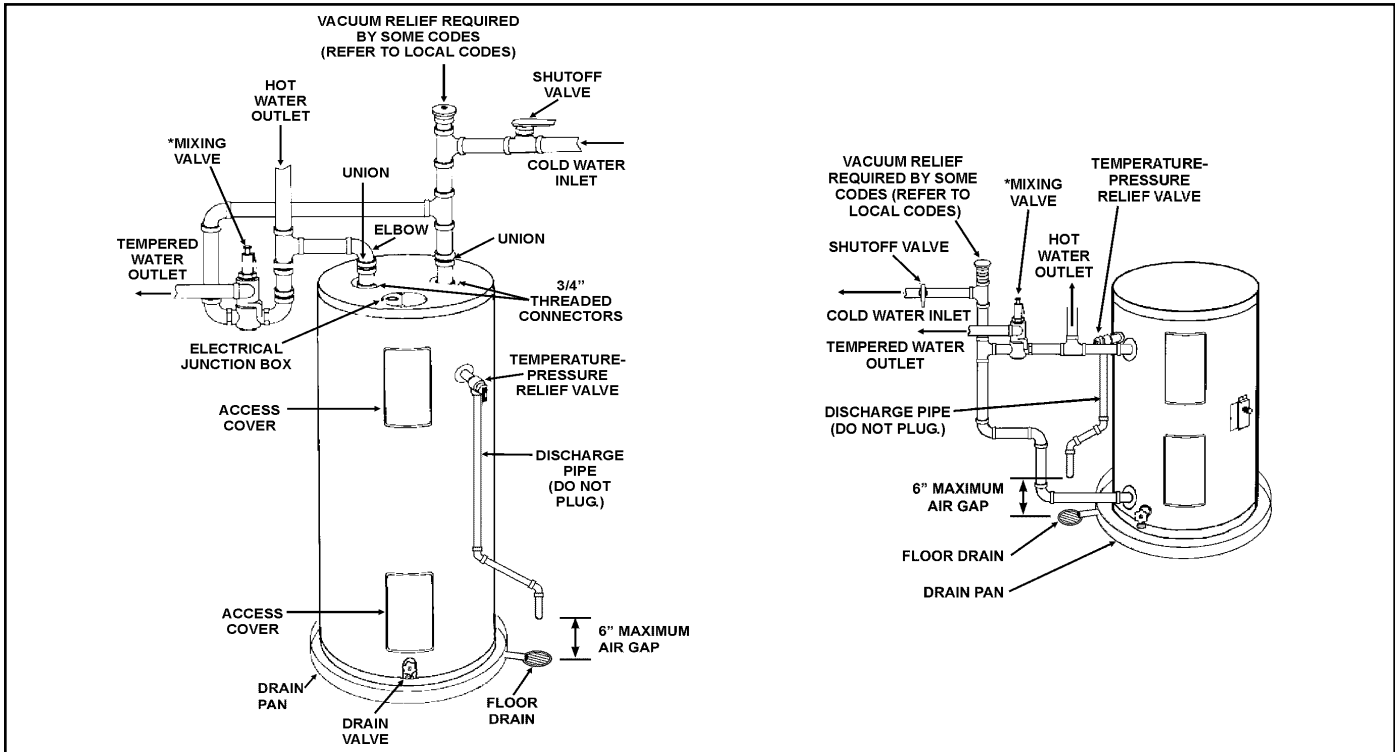 VACUUM RELIEF REQUIRED
BY SOME CODES
(REFER TO LOCAL CODES)
SHUTOFF
VALVE
HOT
WATER
OUTLET
*MIXING
VALVE
UNION
COLD WATER
INLET
ELBOW
UNION
TEMPERED
WATER
OUTLET
3/4”
THREADED
CONNECTORS
ELECTRICAL
JUNCTION BOX
TEMPERATURE-
PRESSURE
RELIEF VALVE
ACCESS
COVER
DISCHARGE
PIPE
(DO NOT
PLUG.)
ACCESS
COVER
6” MAXIMUM
AIR GAP
DRAIN
PAN
FLOOR
DRAIN
DRAIN
VALVE
VACUUM RELIEF
REQUIRED BY SOME
CODES (REFER TO
LOCAL CODES)
*MIXING
VALVE
TEMPERATURE-
PRESSURE
RELIEF VALVE
SHUTOFF VALVE
HOT
WATER
OUTLET
COLD WATER INLET
TEMPERED WATER
OUTLET
DISCHARGE PIPE
(DO NOT PLUG.)
6” MAXIMUM
AIR GAP
FLOOR DRAIN
DRAIN PAN